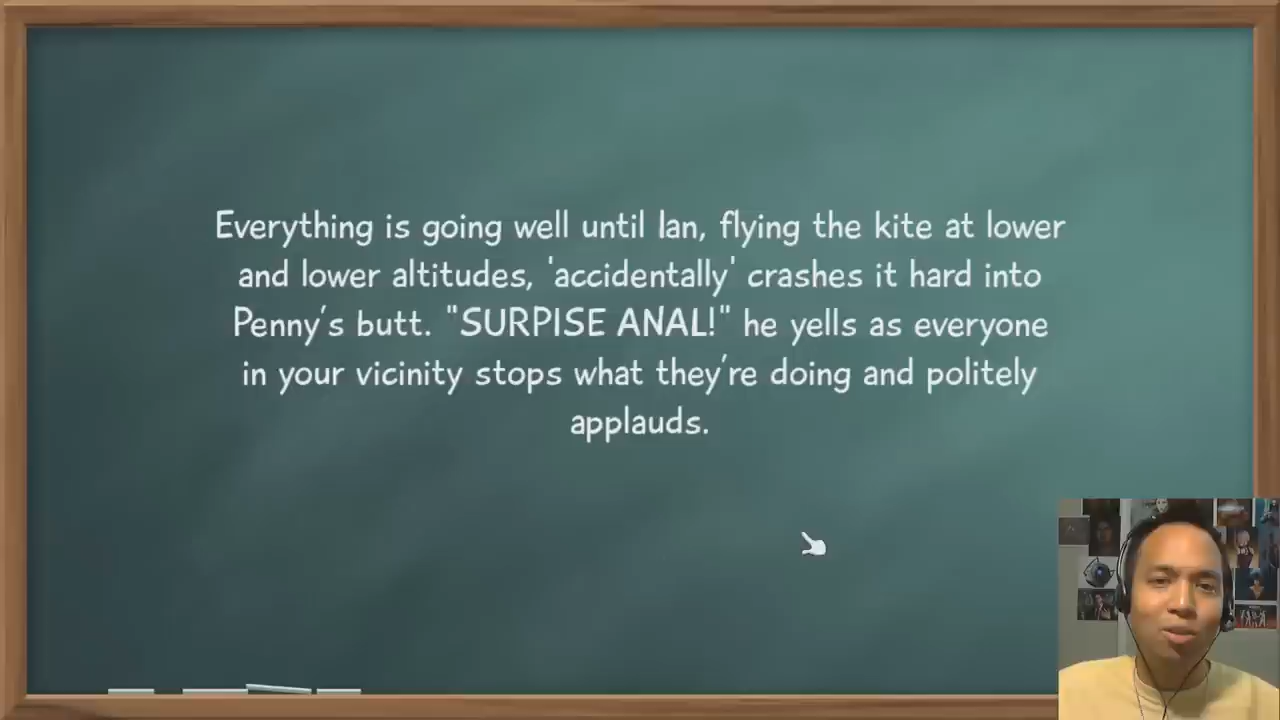 Everything is going well until Ian, flying the kite at lower
and lower altitudes, 'accidentally' crashes it hard into
Penny's butt. "SURPISE ANAL!" he yells as everyone
in your vicinity stops what they're doing and politely
applauds.